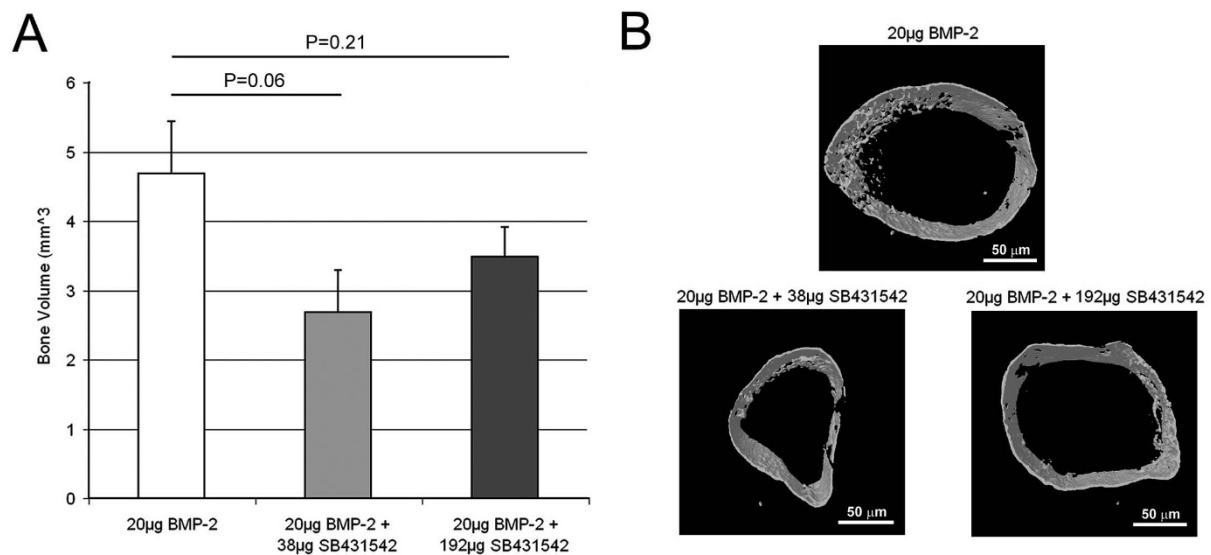 A
P=0.21
P=0.06
6
5
4
3
2
1
0
Bone Volume (mm^3
20µg BMP-2
20µg BMP-2 +
38µg SB431542
20µg BMP-2 +
192µg SB431542
B
20µg BMP-2
50 µm
20µg BMP-2 + 38µg SB431542
50 µm
20µg BMP-2 + 192µg SB431542
50 µm